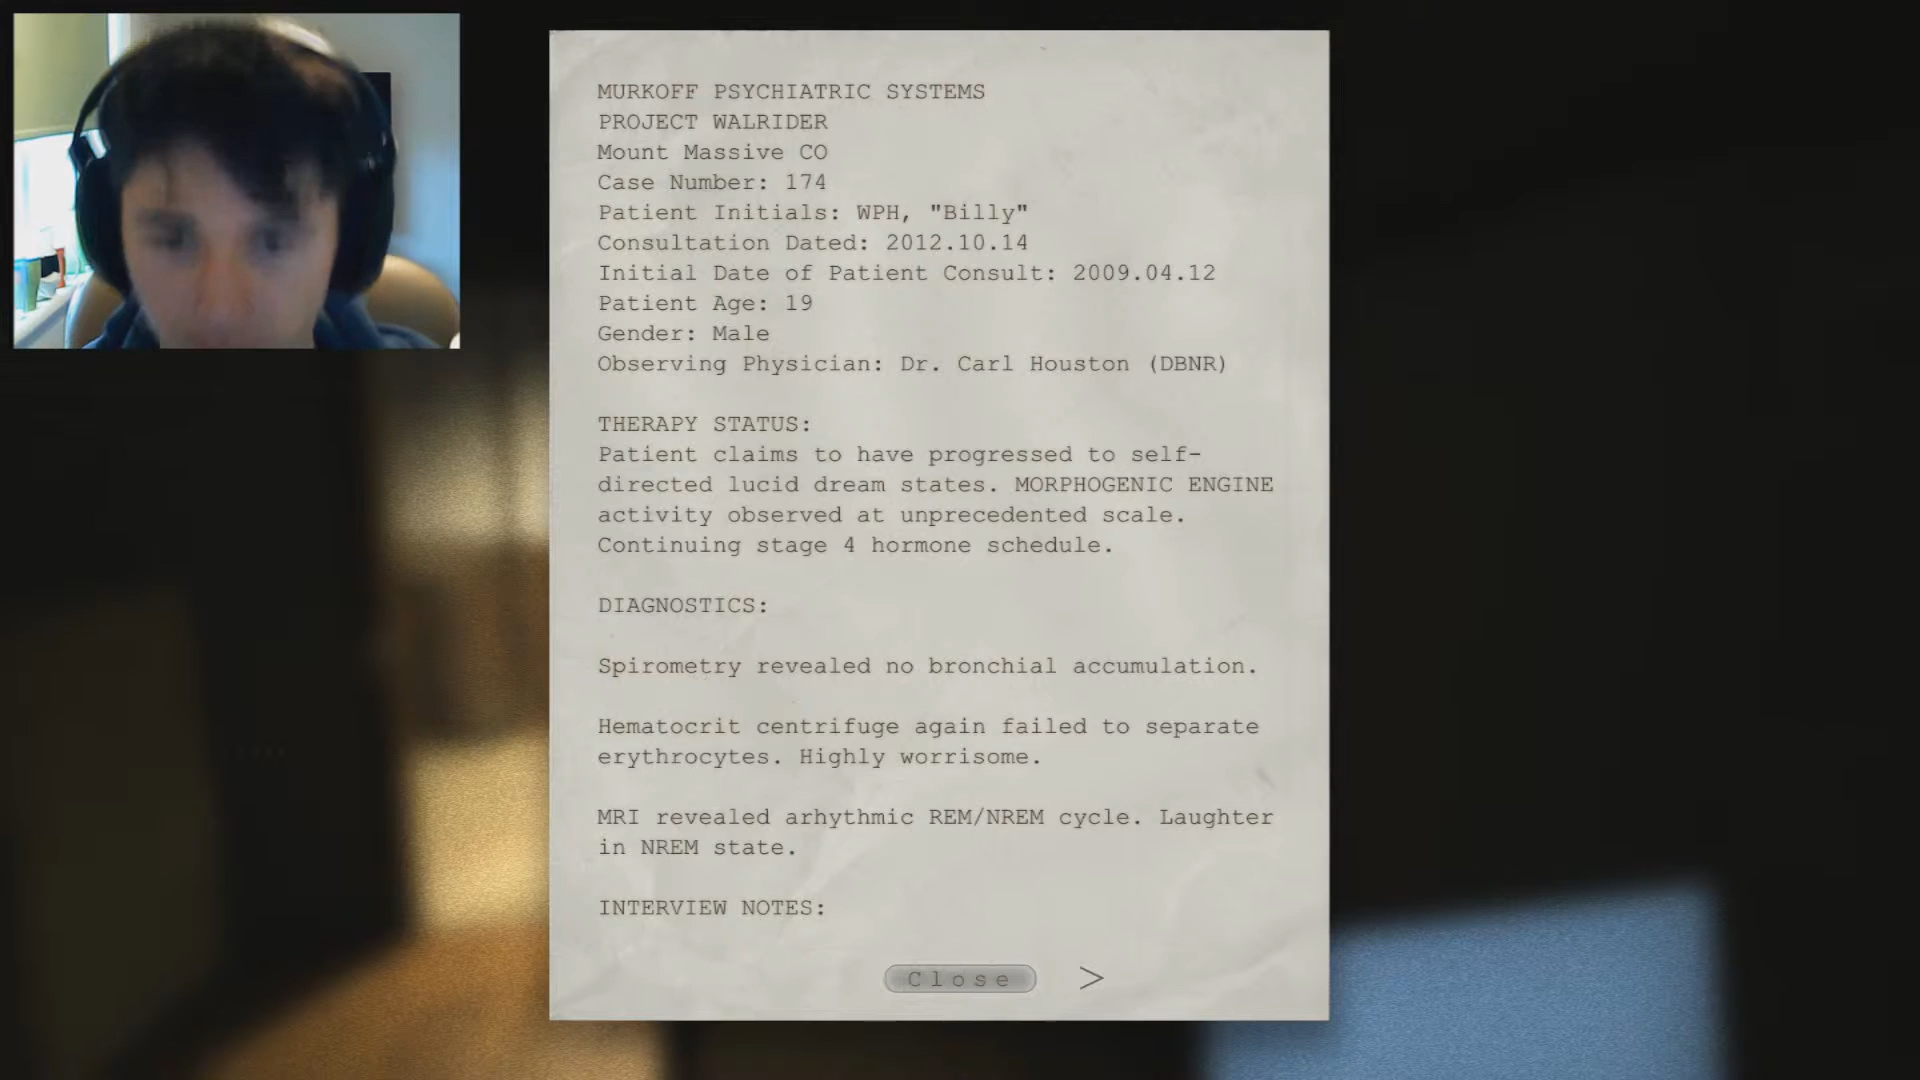 MURKOFF PSYCHIATRIC SYSTEMS
PROJECT WALRIDER
Mount Massive CO
Case Number: 174
Patient Initials: WPH, "Billy"
Consultation Dated: 2012.10.14
Initial Date of Patient Consult: 2009.04.12
Patient Age: 19
Gender: Male
Observing Physician: Dr. Carl Houston (DBNR)
THERAPY STATUS:
Patient claims to have progressed to self-
directed lucid dream states. MORPHOGENIC ENGINE
activity observed at unprecedented scale.
Continuing stage 4 hormone schedule.
DIAGNOSTICS:
Spirometry revealed no bronchial accumulation.
Hematocrit centrifuge again failed to separate
erythrocytes. Highly worrisome.
MRI revealed arhythmic REM/NREM cycle. Laughter
in NREM state.
INTERVIEW NOTES:
Close >